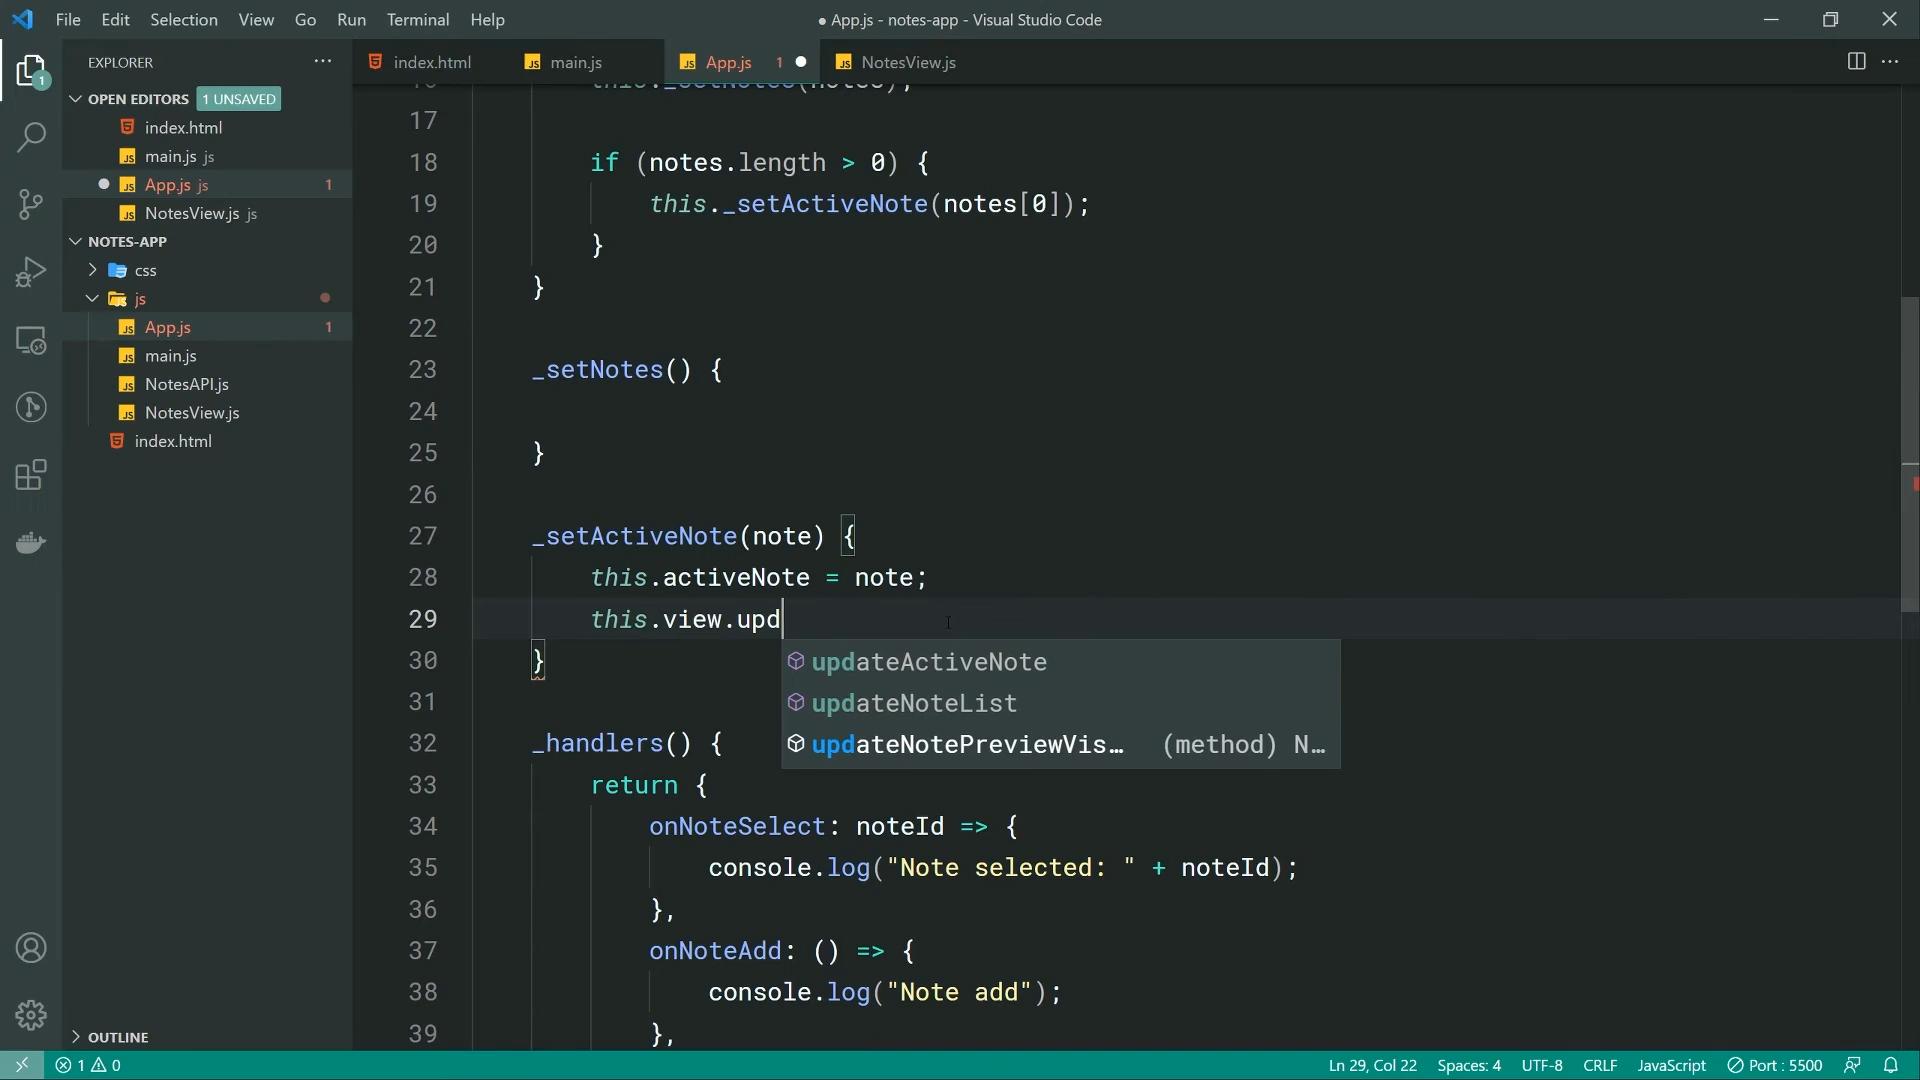 File Edit Selection View Go Run Terminal Help
● App.js - notes-app - Visual Studio Code
EXPLORER
index.html
main.js
App.js 1
NotesView.js
OPEN EDITORS 1 UNSAVED
index.html
main.js js
App.js js 1
NotesView.js js
NOTES-APP
css
js
App.js 1
main.js
NotesAPI.js
NotesView.js
index.html
OUTLINE
1
16 this._setNotes(notes);
17
18 if (notes.length > 0) {
19 this._setActiveNote(notes[0]);
20 }
21 }
22
23 _setNotes() {
24
25 }
26
27 _setActiveNote(note) {
28 this.activeNote = note;
29 this.view.upd
30 }
31
32 _handlers() {
33 return {
34 onNoteSelect: noteId => {
35 console.log("Note selected: " + noteId);
36 },
37 onNoteAdd: () => {
38 console.log("Note add");
39 },
updateActiveNote
updateNoteList
updateNotePreviewVis… (method) N…
1 0
Ln 29, Col 22 Spaces: 4 UTF-8 CRLF JavaScript Port : 5500